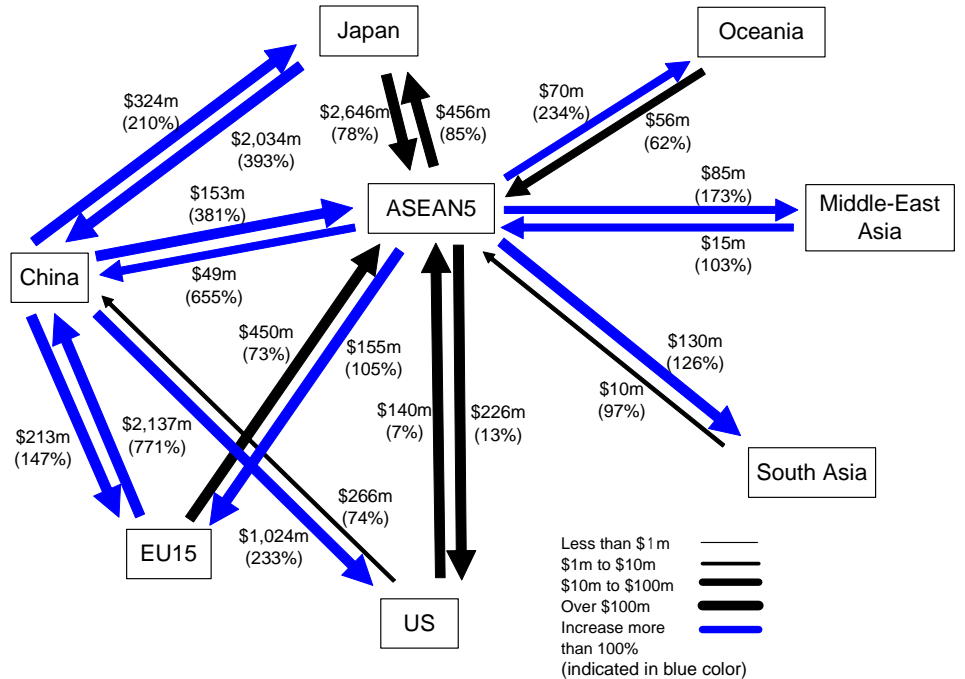 Japan
Oceania
$324m
(210%)
$2,034m
(393%)
$2,646m
(78%)
$456m
(85%)
$70m
(234%)
$56m
(62%)
$153m
(381%)
ASEAN5
$85m
(173%)
Middle-East
Asia
$15m
(103%)
China
$49m
(655%)
$450m
(73%)
$155m
(105%)
$130m
(126%)
$10m
(97%)
$213m
(147%)
$2,137m
(771%)
$140m
(7%)
$226m
(13%)
South Asia
$266m
(74%)
$1,024m
(233%)
EU15
US
Less than $1m
$1m to $10m
$10m to $100m
Over $100m
Increase more
than 100%
(indicated in blue color)